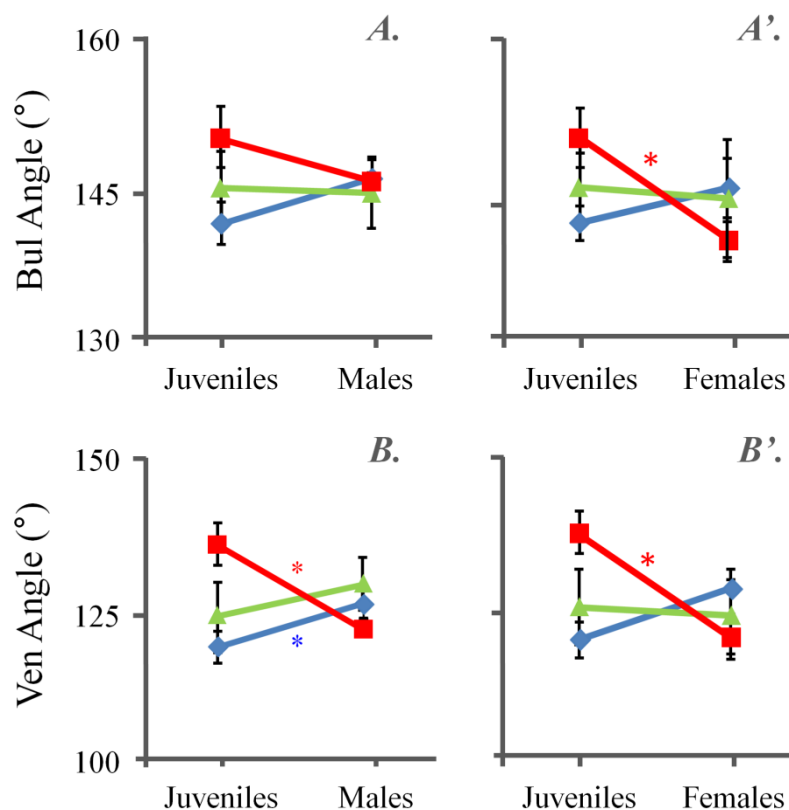 A.
A’.
160
145
130
Bul Angle (°)
Juveniles
Males
Juveniles
Females
*
B.
B’.
150
125
100
Ven Angle (°)
*
*
*
Juveniles
Males
Juveniles
Females